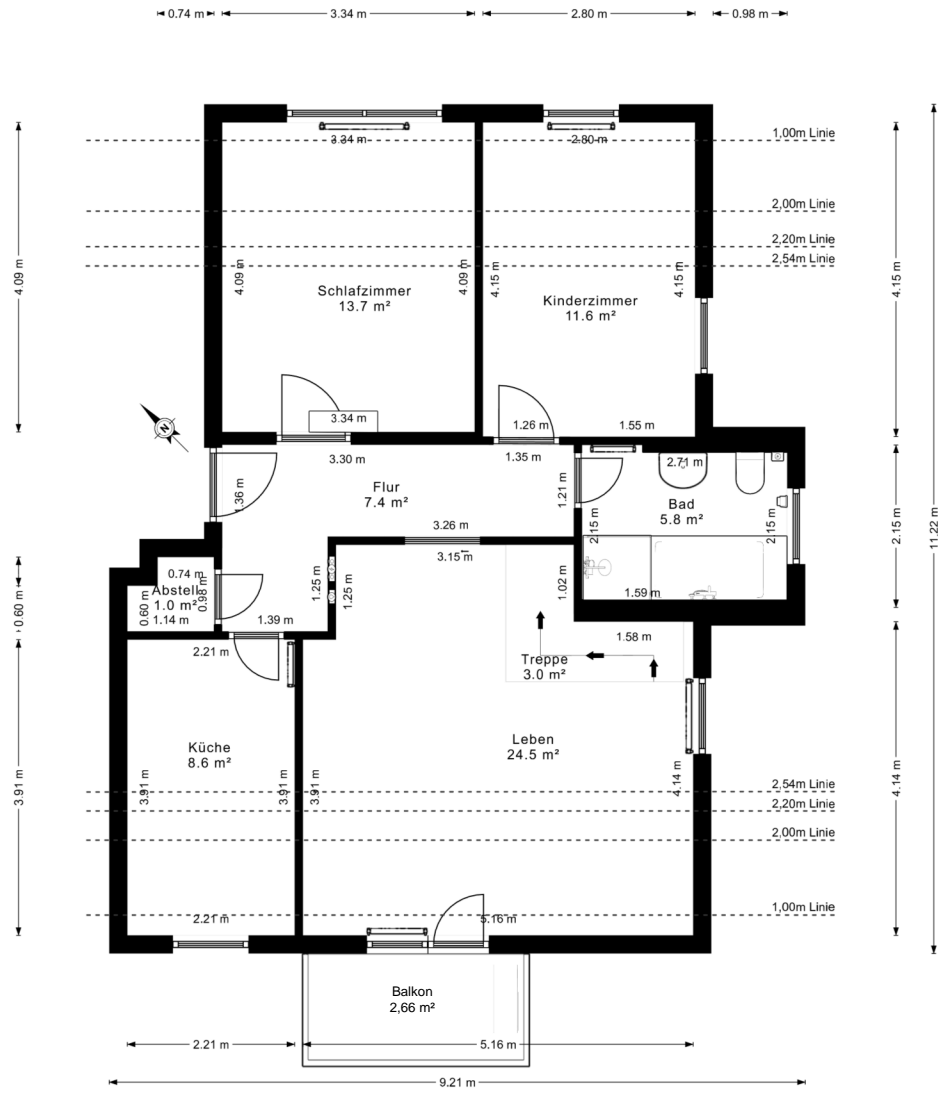 0.74 m
3.34 m
2.80 m
0.98 m
1,00m Linie
3.34 m
2.80 m
2,00m Linie
2,20m Linie
2,54m Linie
4.09 m
4.09 m
4.09 m
4.15 m
4.15 m
4.15 m
Schlafzimmer
13.7 m²
Kinderzimmer
11.6 m²
N
3.34 m
1.26 m
1.55 m
3.30 m
1.35 m
2.71 m
Flur
7.4 m²
1.36 m
1.21 m
Bad
5.8 m²
2.15 m
2.15 m
2.15 m
11.22 m
3.26 m
3.15 m
0.74 m
Abstell
1.0 m²
0.60 m
0.60 m
0.98 m
1.14 m
1.39 m
1.25 m
1.25 m
1.02 m
1.59 m
1.58 m
2.21 m
Treppe
3.0 m²
Küche
8.6 m²
Leben
24.5 m²
3.91 m
3.91 m
3.91 m
3.91 m
4.14 m
4.14 m
2,54m Linie
2,20m Linie
2,00m Linie
1,00m Linie
2.21 m
5.16 m
Balkon
2,66 m²
2.21 m
5.16 m
9.21 m